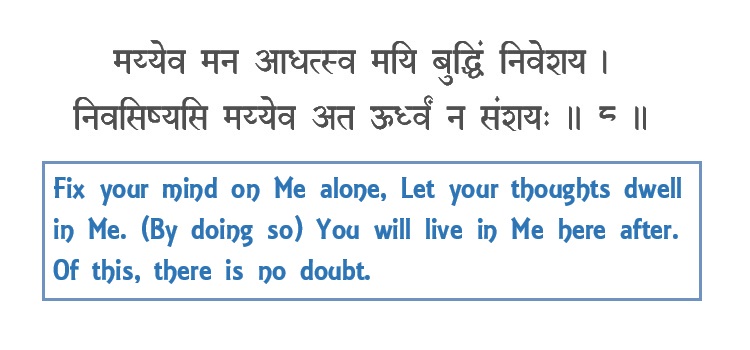 मय्येव मन आधत्स्व मयि बुद्धिं निवेशय ।
निवसिष्यसि मय्येव अत ऊर्ध्वं न संशयः ॥ ८ ॥
Fix your mind on Me alone, Let your thoughts dwell
in Me. (By doing so) You will live in Me here after.
Of this, there is no doubt.